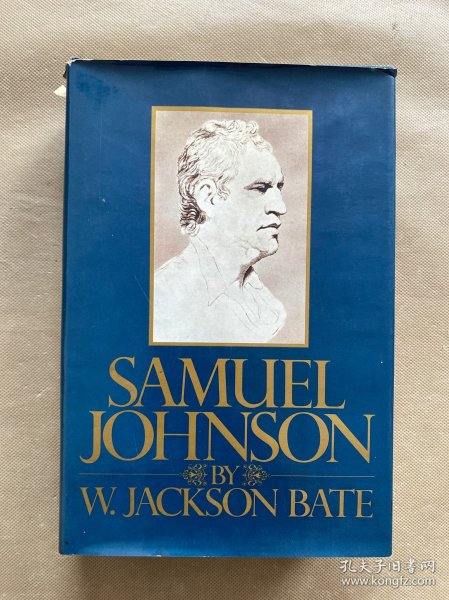 SAMUEL
JOHNSON
BY
W. JACKSON BATE
孔夫子旧书网
www.kongfz.com